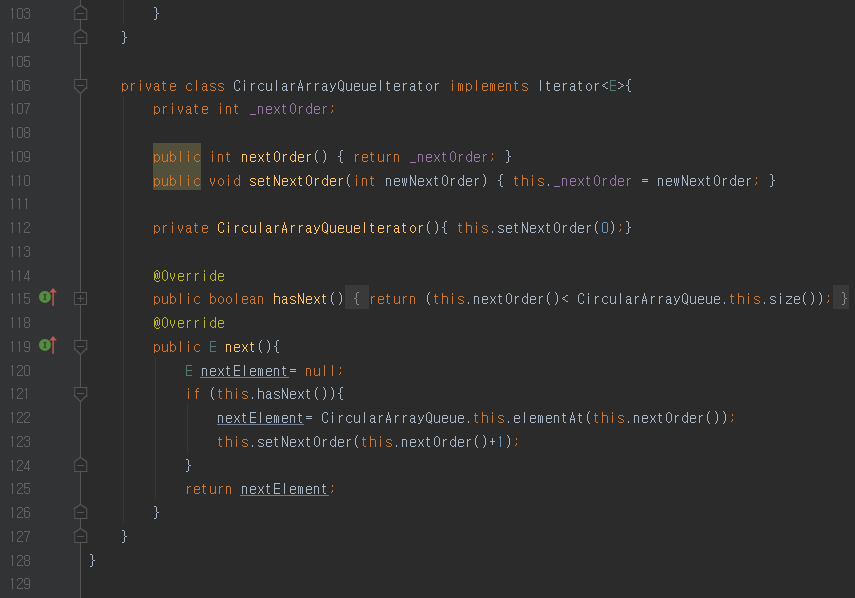 103 }
104 }
105
106 private class CircularArrayQueueIterator implements Iterator<E>{
107 private int _nextOrder;
108
109 public int nextOrder() { return _nextOrder; }
110 public void setNextOrder(int newNextOrder) { this._nextOrder = newNextOrder; }
111
112 private CircularArrayQueueIterator(){ this.setNextOrder(0);}
113
114 @Override
115 public boolean hasNext() { return (this.nextOrder()< CircularArrayQueue.this.size()); }
118 @Override
119 public E next(){
120 E nextElement= null;
121 if (this.hasNext()){
122 nextElement= CircularArrayQueue.this.elementAt(this.nextOrder());
123 this.setNextOrder(this.nextOrder()+1);
124 }
125 return nextElement;
126 }
127 }
128 }
129